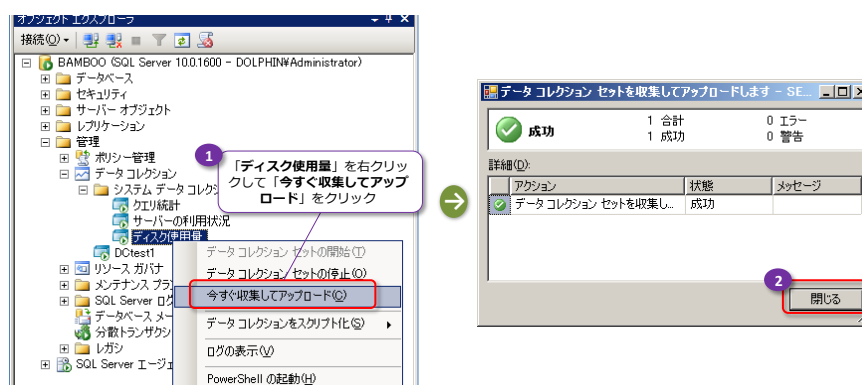 オブジェクト エクスプローラ
接続(O)
BAMBOO (SQL Server 10.0.1600 - DOLPHIN¥Administrator)
データベース
セキュリティ
サーバー オブジェクト
レプリケーション
管理
ポリシー管理
データ コレクション
システム データ コレクシ
クエリ統計
サーバーの利用状況
ディスク使用量
DCtest1
リソース ガバナ
メンテナンス プラ
SQL Server ログ
データベース メー
分散トランザクシ
レガシ
SQL Server エージェ
1
「ディスク使用量」を右クリッ
クして「今すぐ収集してアップ
ロード」をクリック
データ コレクション セットの開始(T)
データ コレクション セットの停止(O)
今すぐ収集してアップロード(C)
データ コレクションをスクリプト化(S)
ログの表示(V)
PowerShell の起動(H)
データ コレクション セットを収集してアップロードします - SE...
成功
1 合計
0 エラー
1 成功
0 警告
詳細(D):
アクション 状態 メッセージ
データ コレクション セットを収集し... 成功
2
閉じる